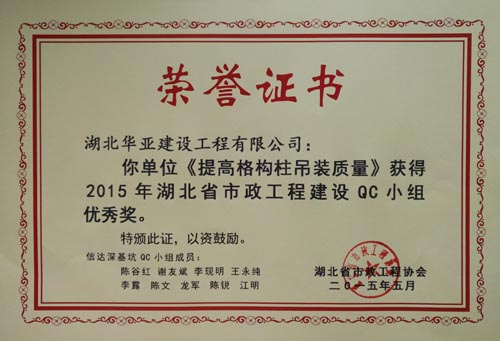 荣誉证书
湖北华亚建设工程有限公司：
你单位《提高格构柱吊装质量》获得
2015年湖北省市政工程建设QC小组
优秀奖。
特颁此证，以资鼓励。
信达深基坑QC小组成员：
陈谷红 谢友斌 李现明 王永纯
李露 陈文 龙军 陈锐 江明
湖北省市政工程协会
二〇一五年五月